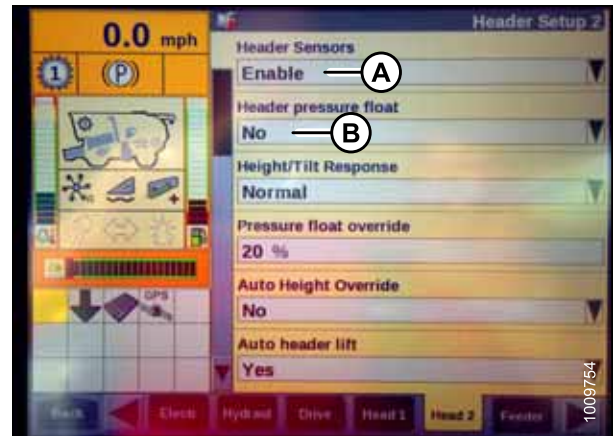 0.0 mph
Header Setup 2
1
(P)
Header Sensors
Enable
A
Header pressure float
No
B
Height/Tilt Response
Normal
Pressure float override
20 %
Auto Height Override
No
Auto header lift
Yes
GPS
Back
Electr
Hydraul
Drive
Head 1
Head 2
Feeder
1009754